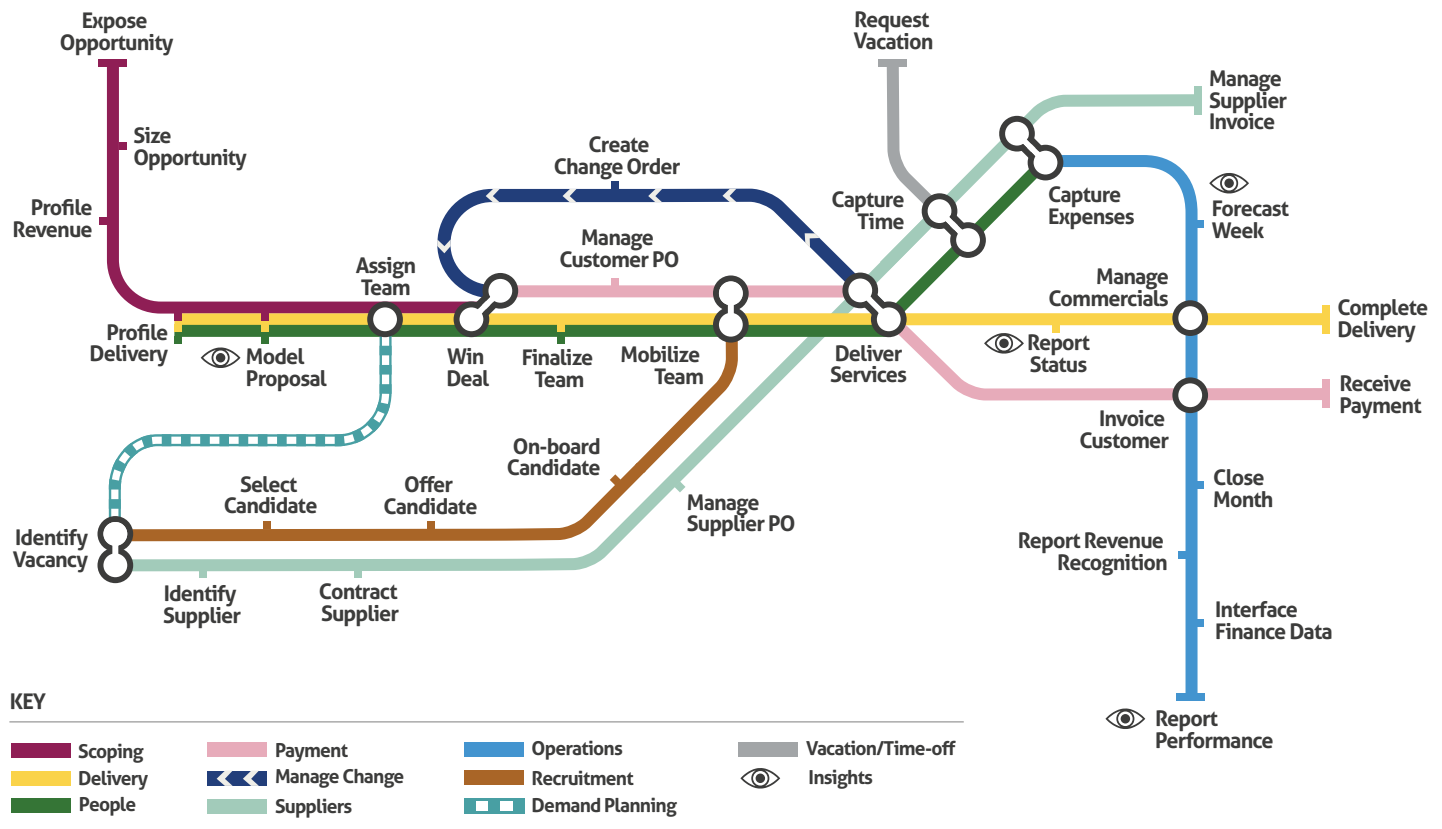 Expose
Opportunity
Request
Vacation
Manage
Supplier
Invoice
Size
Opportunity
Create
Change Order
Profile
Revenue
Capture
Time
Capture
Expenses
Forecast
Week
Manage
Customer PO
Assign
Team
Manage
Commercials
Complete
Delivery
Profile
Delivery
Model
Proposal
Win
Deal
Finalize
Team
Mobilize
Team
Deliver
Services
Report
Status
Receive
Payment
Invoice
Customer
On-board
Candidate
Select
Candidate
Offer
Candidate
Close
Month
Manage
Supplier PO
Identify
Vacancy
Report Revenue
Recognition
Identify
Supplier
Contract
Supplier
Interface
Finance Data
Report
Performance
KEY
Scoping
Payment
Operations
Vacation/Time-off
Delivery
Manage Change
Recruitment
Insights
People
Suppliers
Demand Planning